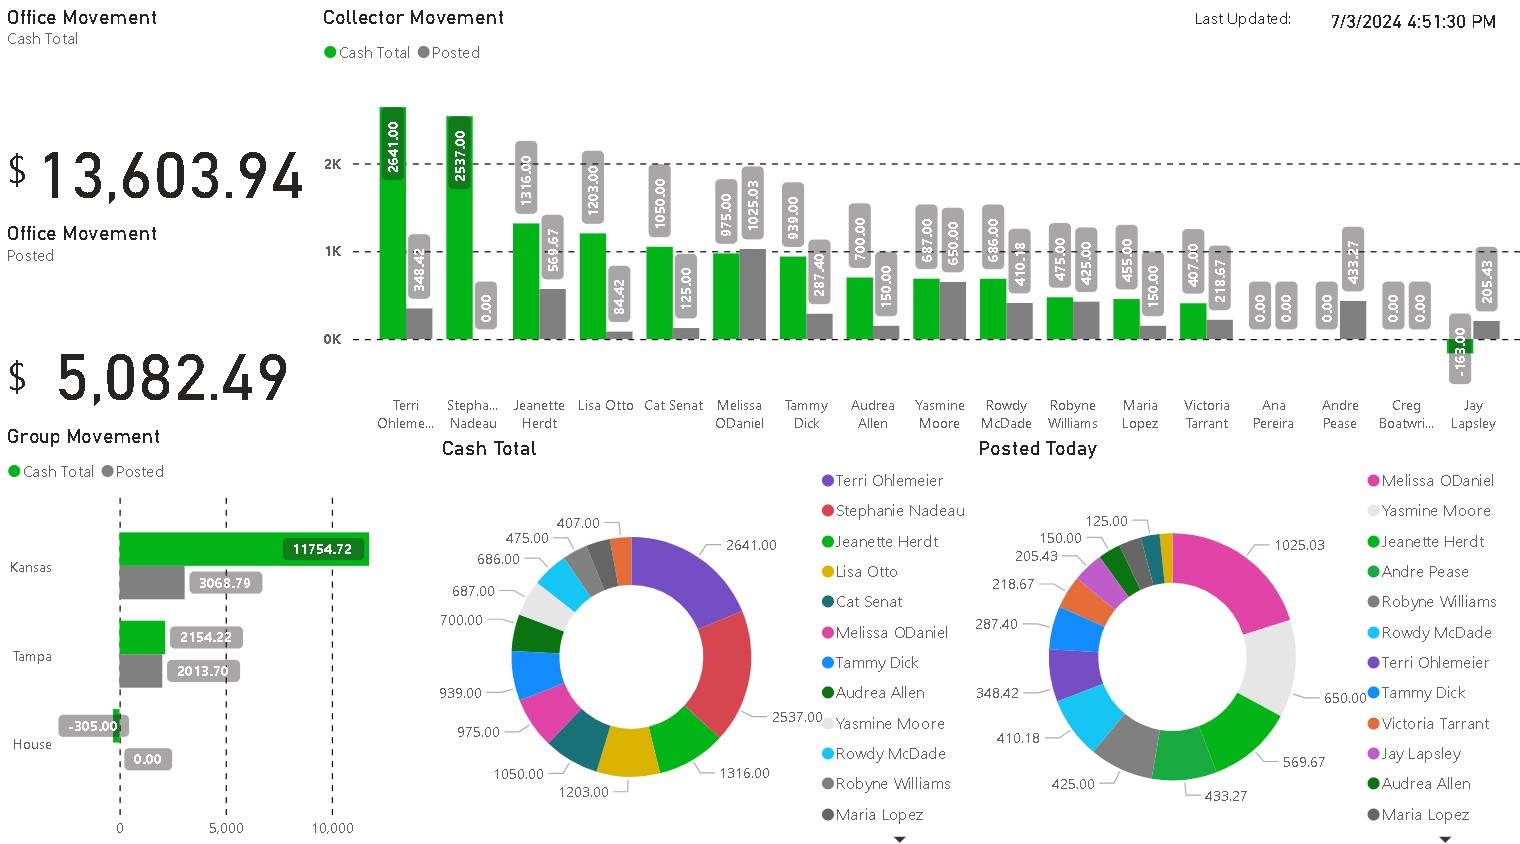 Office Movement
Cash Total
$ 13,603.94
Office Movement
Posted
$ 5,082.49
Collector Movement
Cash Total Posted
Last Updated: 7/3/2024 4:51:30 PM
2K
1K
0K
2641.00
348.42
2537.00
0.00
1316.00
569.67
1203.00
84.42
1050.00
125.00
975.00
1025.03
939.00
287.40
700.00
150.00
687.00
650.00
686.00
410.18
475.00
425.00
455.00
150.00
407.00
218.67
0.00
0.00
0.00
433.27
0.00
0.00
-163.00
205.43
Terri
Ohleme...
Stepha...
Nadeau
Jeanette
Herdt
Lisa Otto
Cat Senat
Melissa
ODaniel
Tammy
Dick
Audrea
Allen
Yasmine
Moore
Rowdy
McDade
Robyne
Williams
Maria
Lopez
Victoria
Tarrant
Ana
Pereira
Andre
Pease
Creg
Boatwri...
Jay
Lapsley
Group Movement
Cash Total Posted
Kansas
11754.72
3068.79
Tampa
2154.22
2013.70
House
-305.00
0.00
0
5,000
10,000
Cash Total
2641.00
2537.00
1316.00
1203.00
1050.00
975.00
939.00
700.00
687.00
686.00
475.00
407.00
Terri Ohlemeier
Stephanie Nadeau
Jeanette Herdt
Lisa Otto
Cat Senat
Melissa ODaniel
Tammy Dick
Audrea Allen
Yasmine Moore
Rowdy McDade
Robyne Williams
Maria Lopez
Posted Today
1025.03
650.00
569.67
433.27
425.00
410.18
348.42
287.40
218.67
205.43
150.00
125.00
Melissa ODaniel
Yasmine Moore
Jeanette Herdt
Andre Pease
Robyne Williams
Rowdy McDade
Terri Ohlemeier
Tammy Dick
Victoria Tarrant
Jay Lapsley
Audrea Allen
Maria Lopez